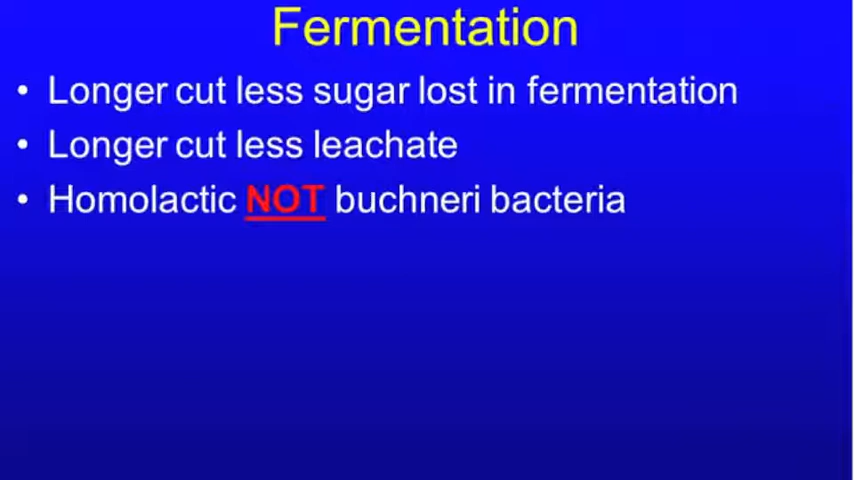 Fermentation
• Longer cut less sugar lost in fermentation
• Longer cut less leachate
• Homolactic NOT buchneri bacteria